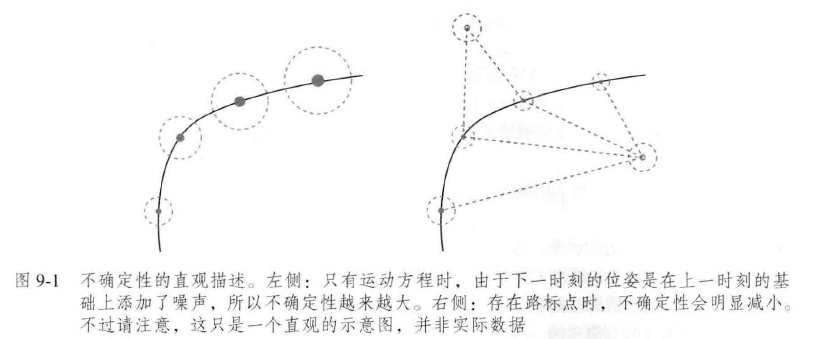 图 9-1 不确定性的直观描述。左侧：只有运动方程时，由于下一时刻的位姿是在上一时刻的基
础上添加了噪声，所以不确定性越来越大。右侧：存在路标点时，不确定性会明显减小。
不过请注意，这只是一个直观的示意图，并非实际数据